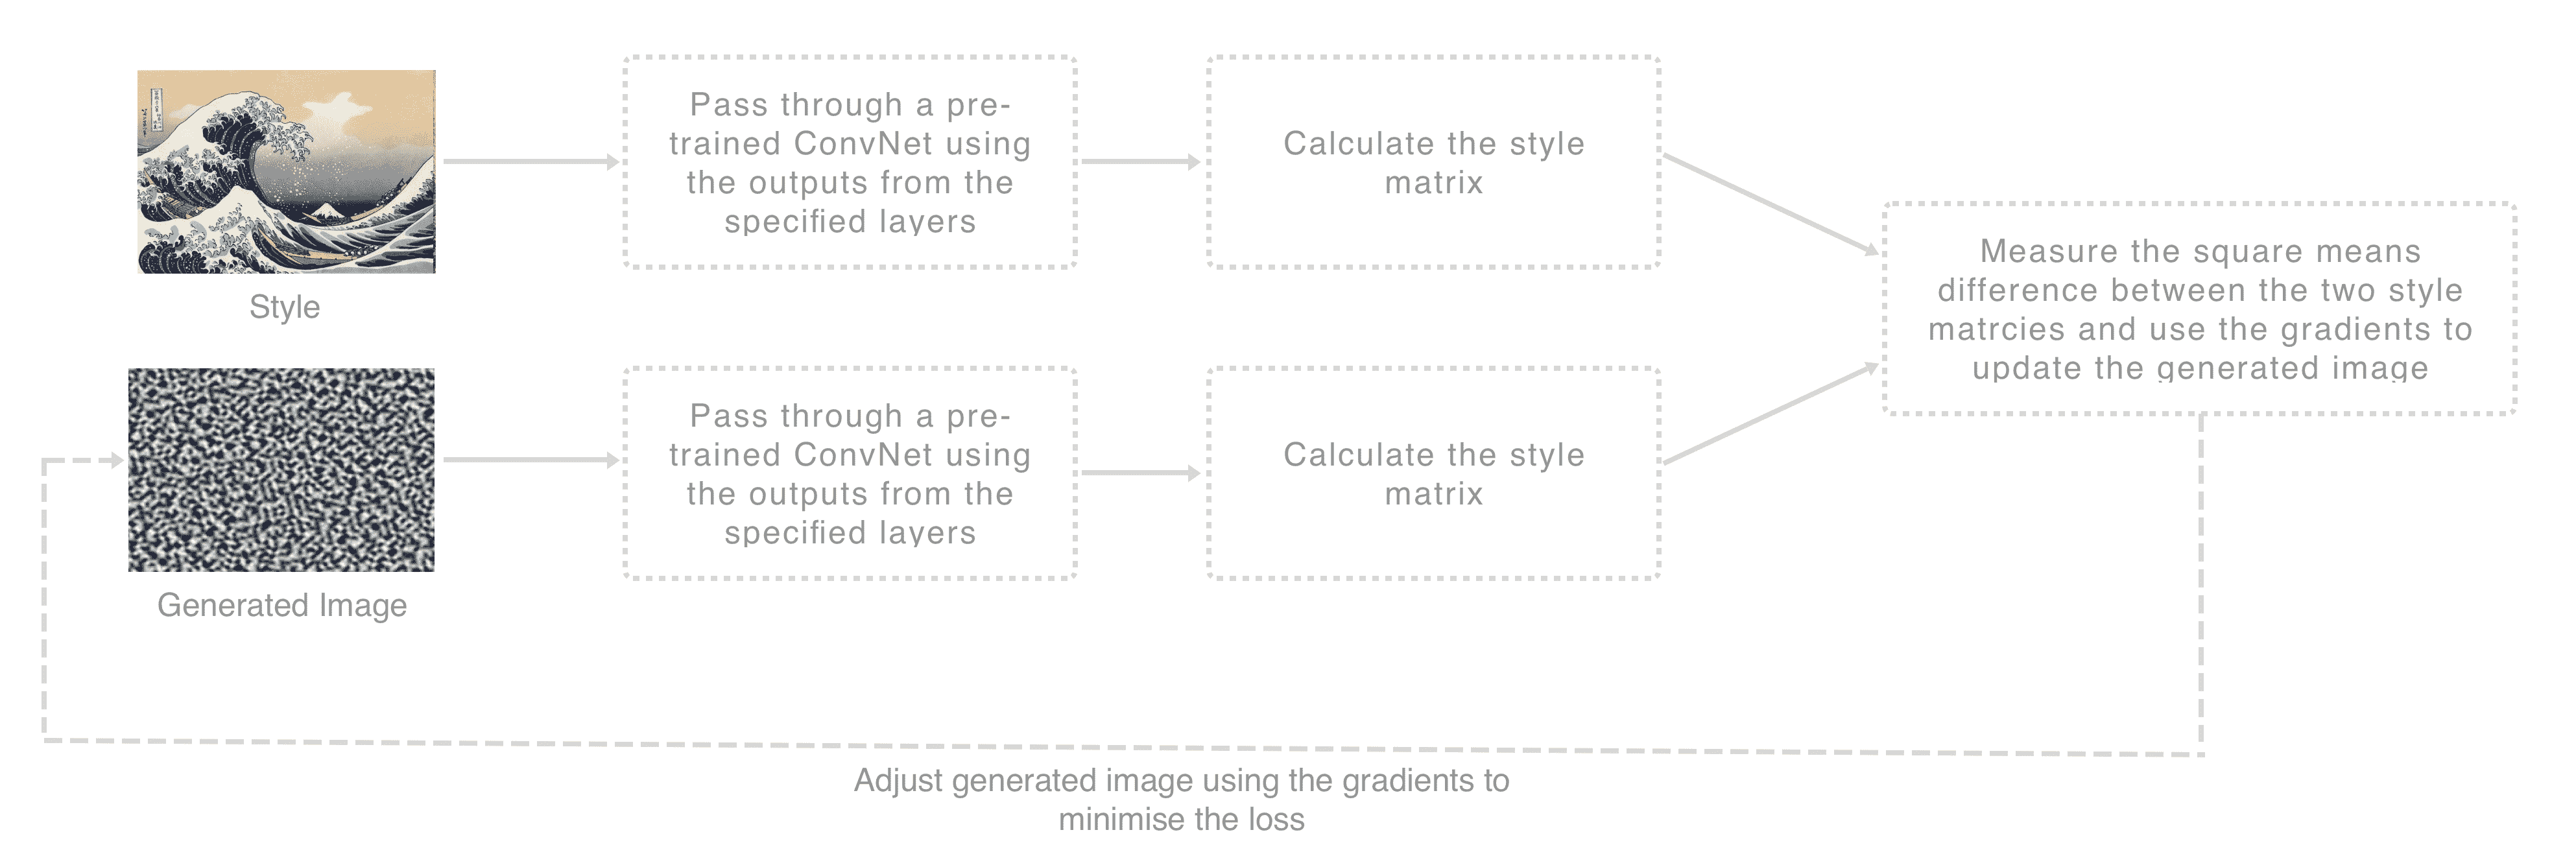 Pass through a pre-
trained ConvNet using
the outputs from the
specified layers
Calculate the style
matrix
Style
Measure the square means
difference between the two style
matrcies and use the gradients to
update the generated image
Pass through a pre-
trained ConvNet using
the outputs from the
specified layers
Calculate the style
matrix
Generated Image
Adjust generated image using the gradients to
minimise the loss